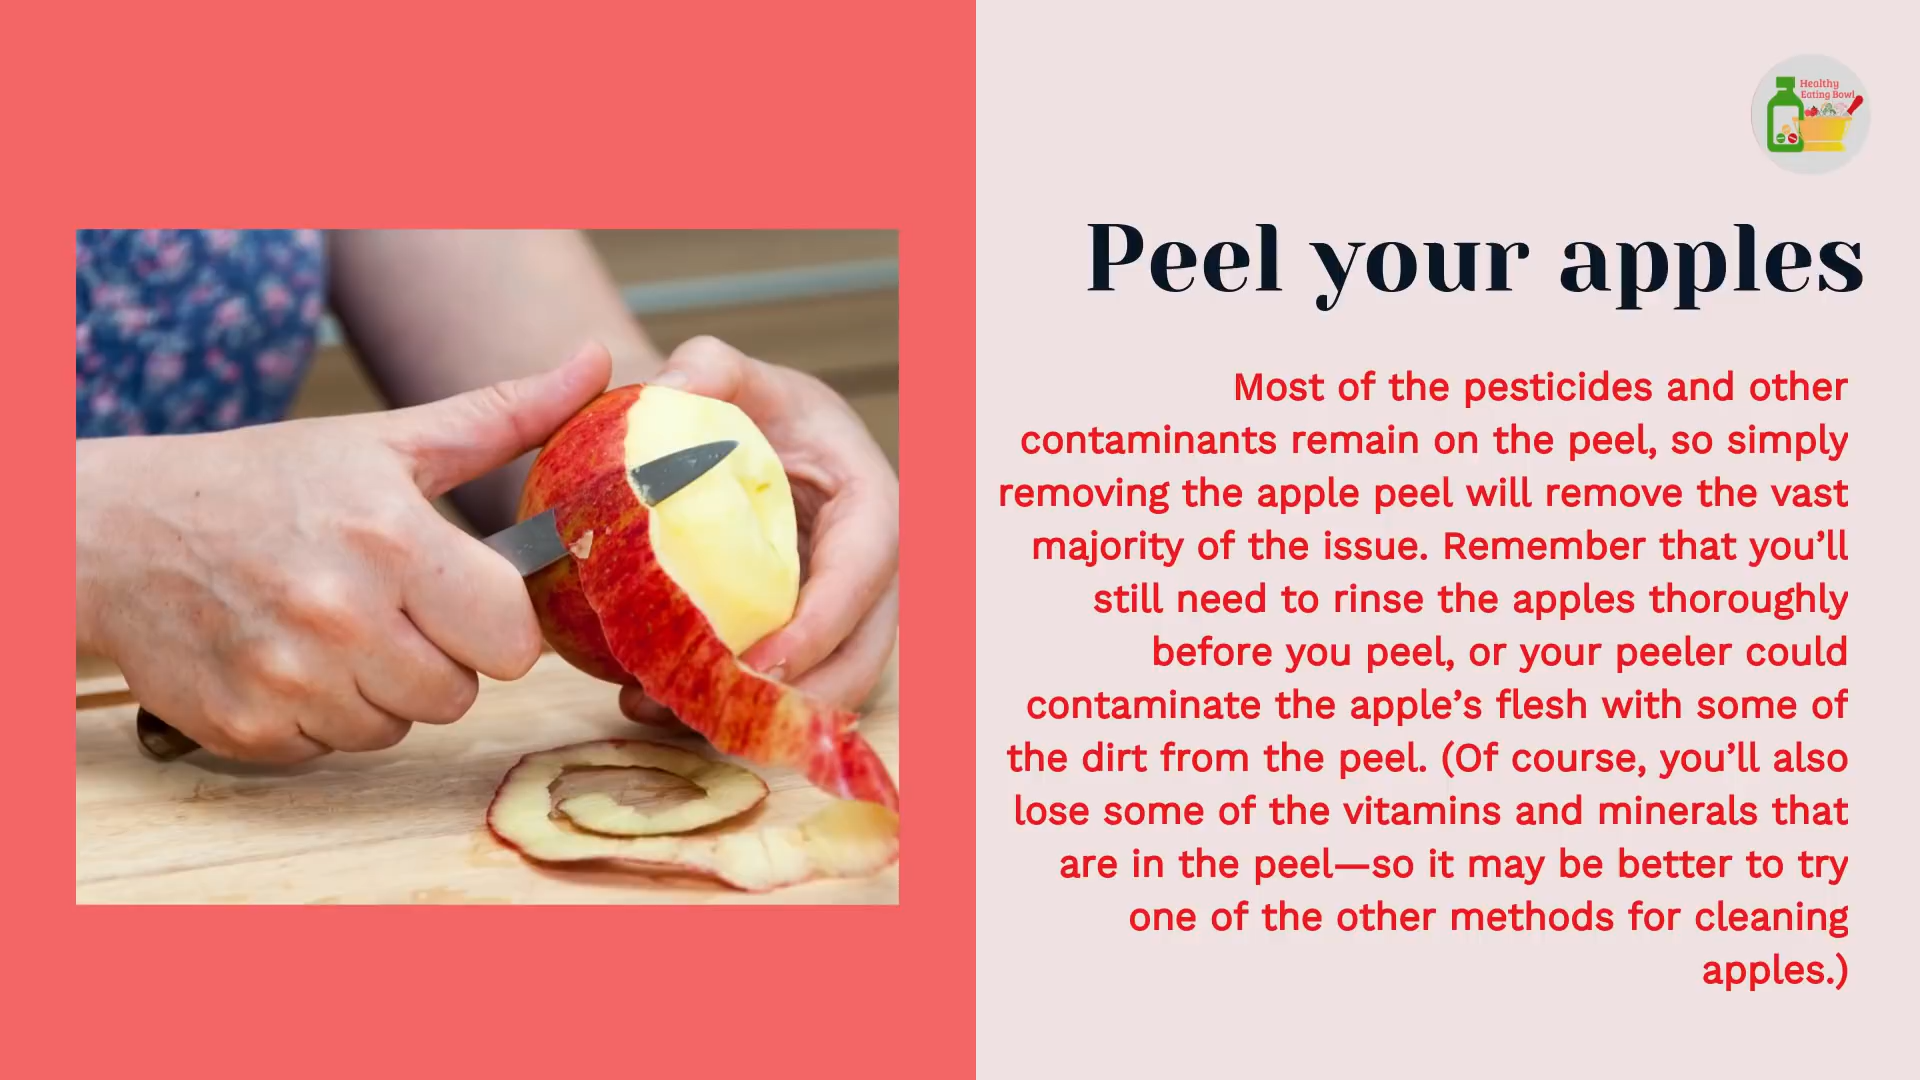 Healthy
Eating Bowl
Peel your apples
Most of the pesticides and other
contaminants remain on the peel, so simply
removing the apple peel will remove the vast
majority of the issue. Remember that you’ll
still need to rinse the apples thoroughly
before you peel, or your peeler could
contaminate the apple’s flesh with some of
the dirt from the peel. (Of course, you’ll also
lose some of the vitamins and minerals that
are in the peel—so it may be better to try
one of the other methods for cleaning
apples.)